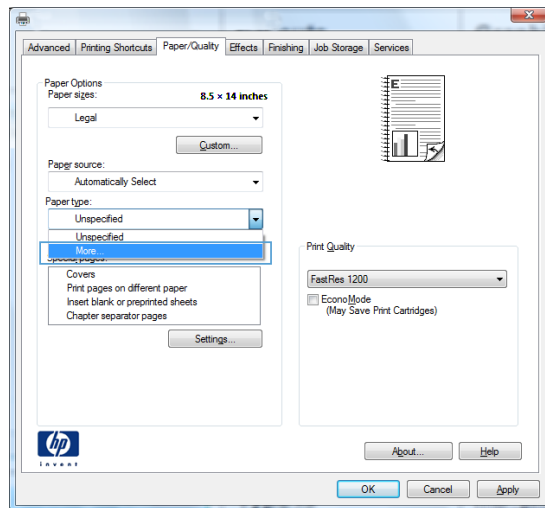 Advanced Printing Shortcuts Paper/Quality Effects Finishing Job Storage Services
Paper Options
Paper sizes:
8.5 × 14 inches
Legal
Custom...
Paper source:
Automatically Select
Paper type:
Unspecified
Unspecified
More...
Special pages:
Covers
Print pages on different paper
Insert blank or preprinted sheets
Chapter separator pages
Settings...
E
Print Quality
FastRes 1200
EconoMode
(May Save Print Cartridges)
hp
invent
About... Help
OK Cancel Apply